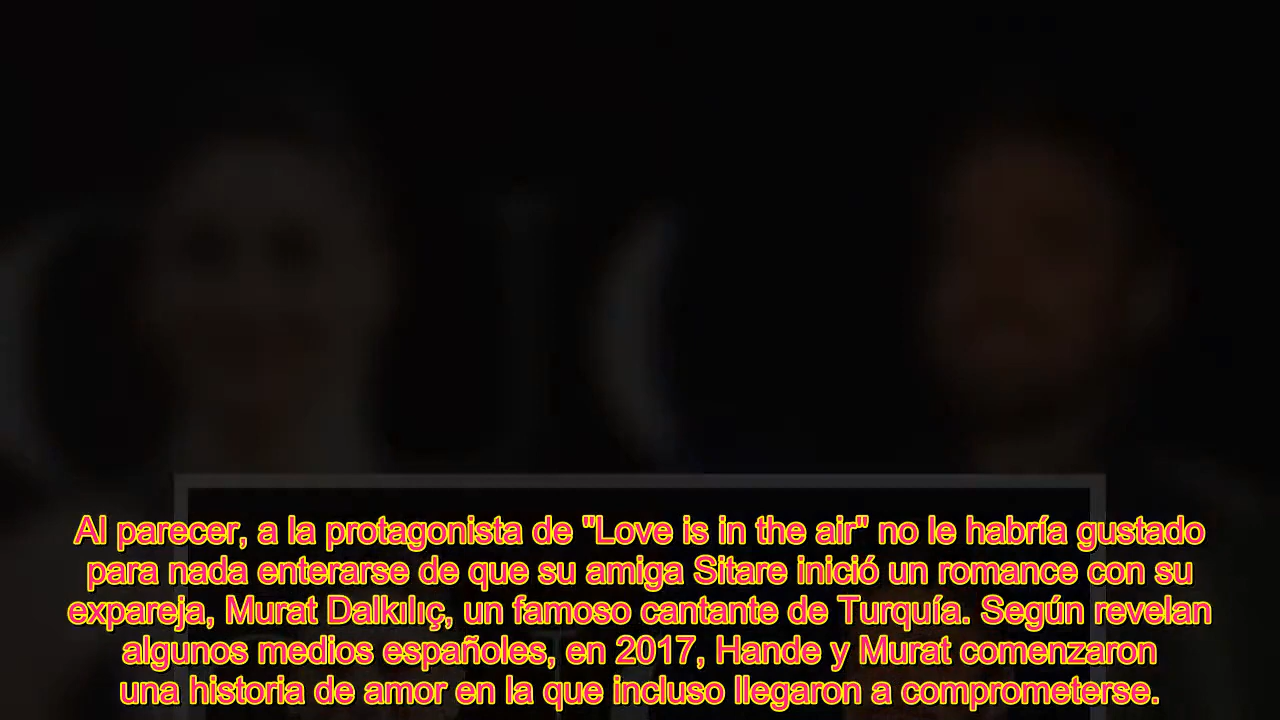 Al parecer, a la protagonista de "Love is in the air" no le habría gustado
para nada enterarse de que su amiga Sitare inició un romance con su
expareja, Murat Dalkılıç, un famoso cantante de Turquía. Según revelan
algunos medios españoles, en 2017, Hande y Murat comenzaron
una historia de amor en la que incluso llegaron a comprometerse.